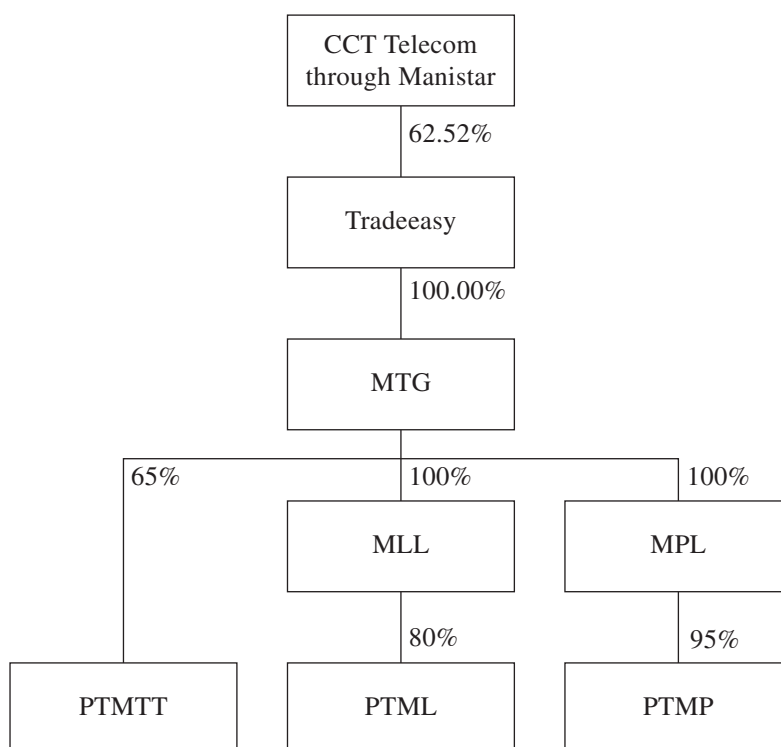 CCT Telecom
through Manistar
62.52%
Tradeeasy
100.00%
MTG
65%
100%
100%
MLL
MPL
80%
95%
PTMTT
PTML
PTMP